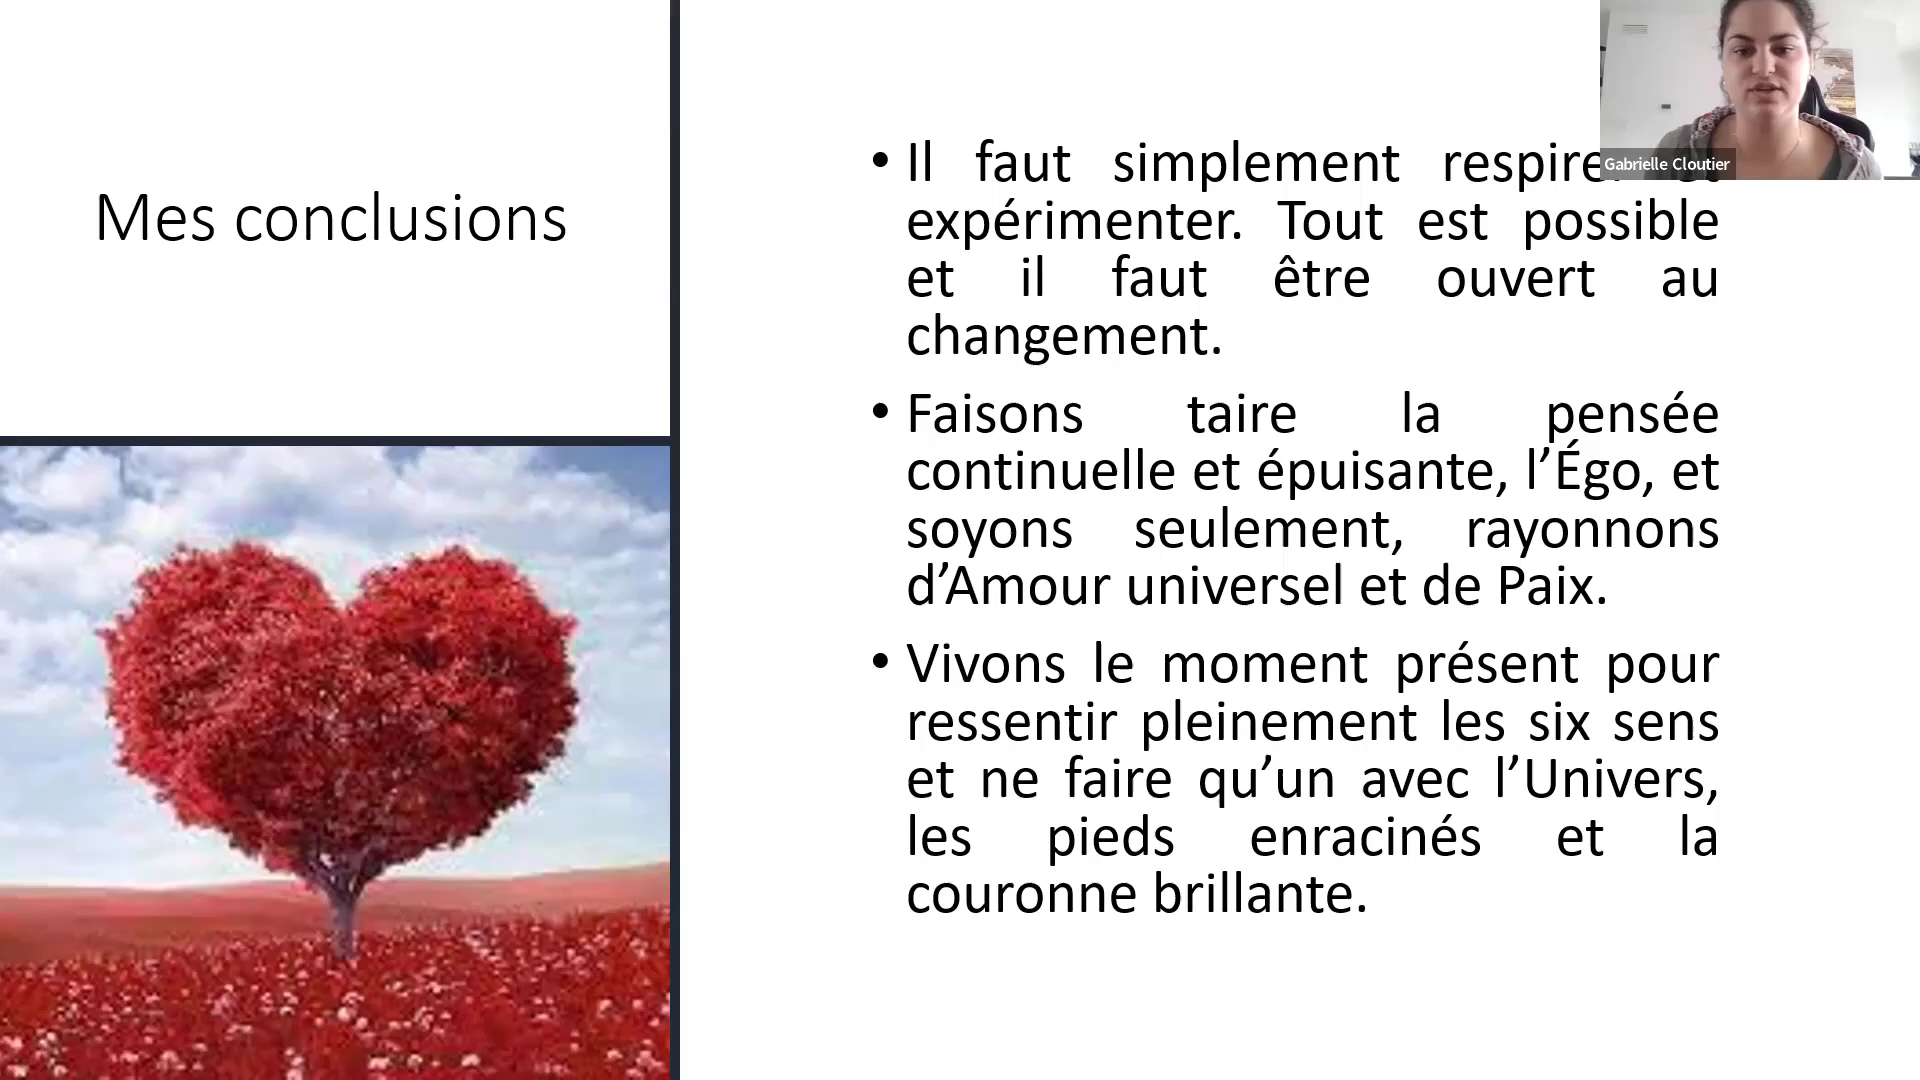 Mes conclusions
• Il faut simplement respire
expérimenter. Tout est possible
et il faut être ouvert au
changement.
• Faisons taire la pensée
continuelle et épuisante, l’Égo, et
soyons seulement, rayonnons
d’Amour universel et de Paix.
• Vivons le moment présent pour
ressentir pleinement les six sens
et ne faire qu’un avec l’Univers,
les pieds enracinés et la
couronne brillante.
Gabrielle Cloutier